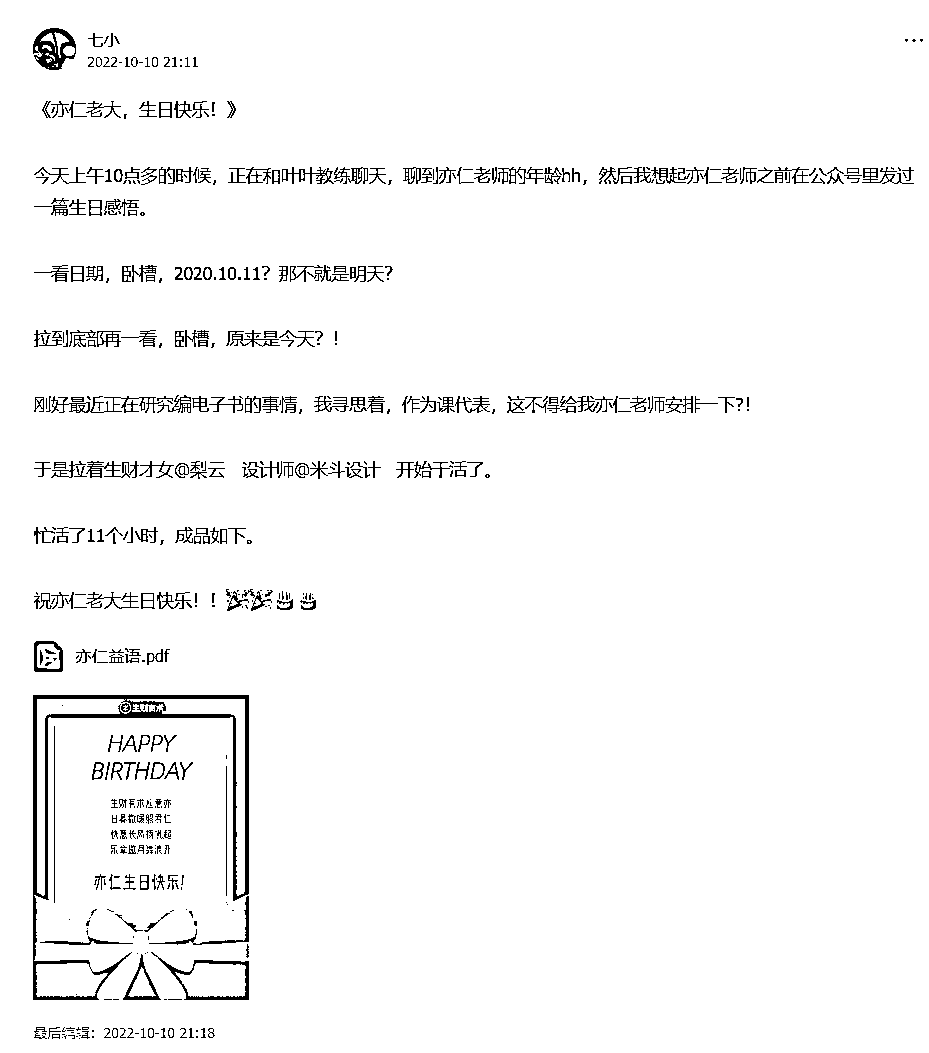 七小
2022-10-10 21:11
《亦仁老大，生日快乐！》
今天上午10点多的时候，正在和叶叶教练聊天，聊到亦仁老师的年龄hh，然后我想起亦仁老师之前在公众号里发过
一篇生日感悟。
一看日期，卧槽，2020.10.11？那不就是明天？
拉到底部再一看，卧槽，原来是今天？！
刚好最近正在研究编电子书的事情，我寻思着，作为课代表，这不得给我亦仁老师安排一下?!
于是拉着生财才女@梨云 设计师@米斗设计 开始干活了。
忙活了11个小时，成品如下。
祝亦仁老大生日快乐！！
亦仁益语.pdf
生财有术
HAPPY
BIRTHDAY
生财有术应意亦
日暮微暖熙君仁
快意长风扬帆起
乐拿揽月踏浪升
亦仁生日快乐!
最后编辑：2022-10-10 21:18